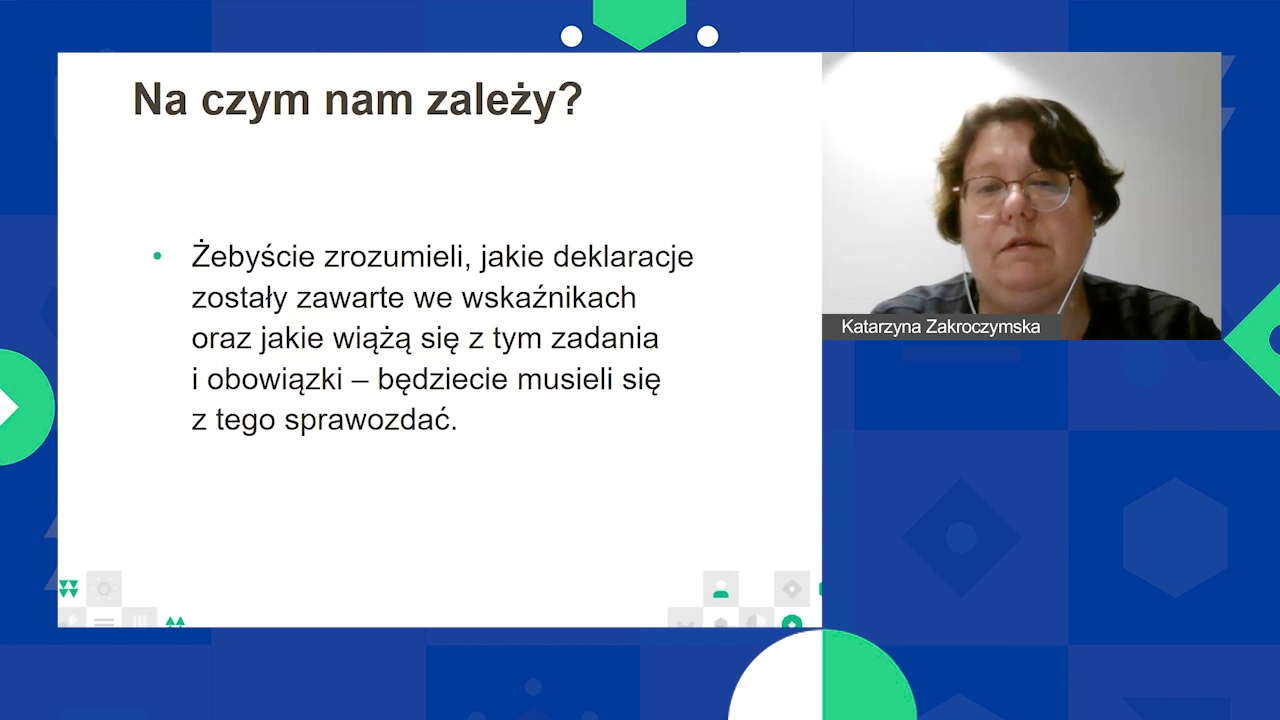 Na czym nam zależy?
• Żebyście zrozumieli, jakie deklaracje
zostały zawarte we wskaźnikach
oraz jakie wiążą się z tym zadania
i obowiązki – będziecie musieli się
z tego sprawozdać.
Katarzyna Zakroczymska